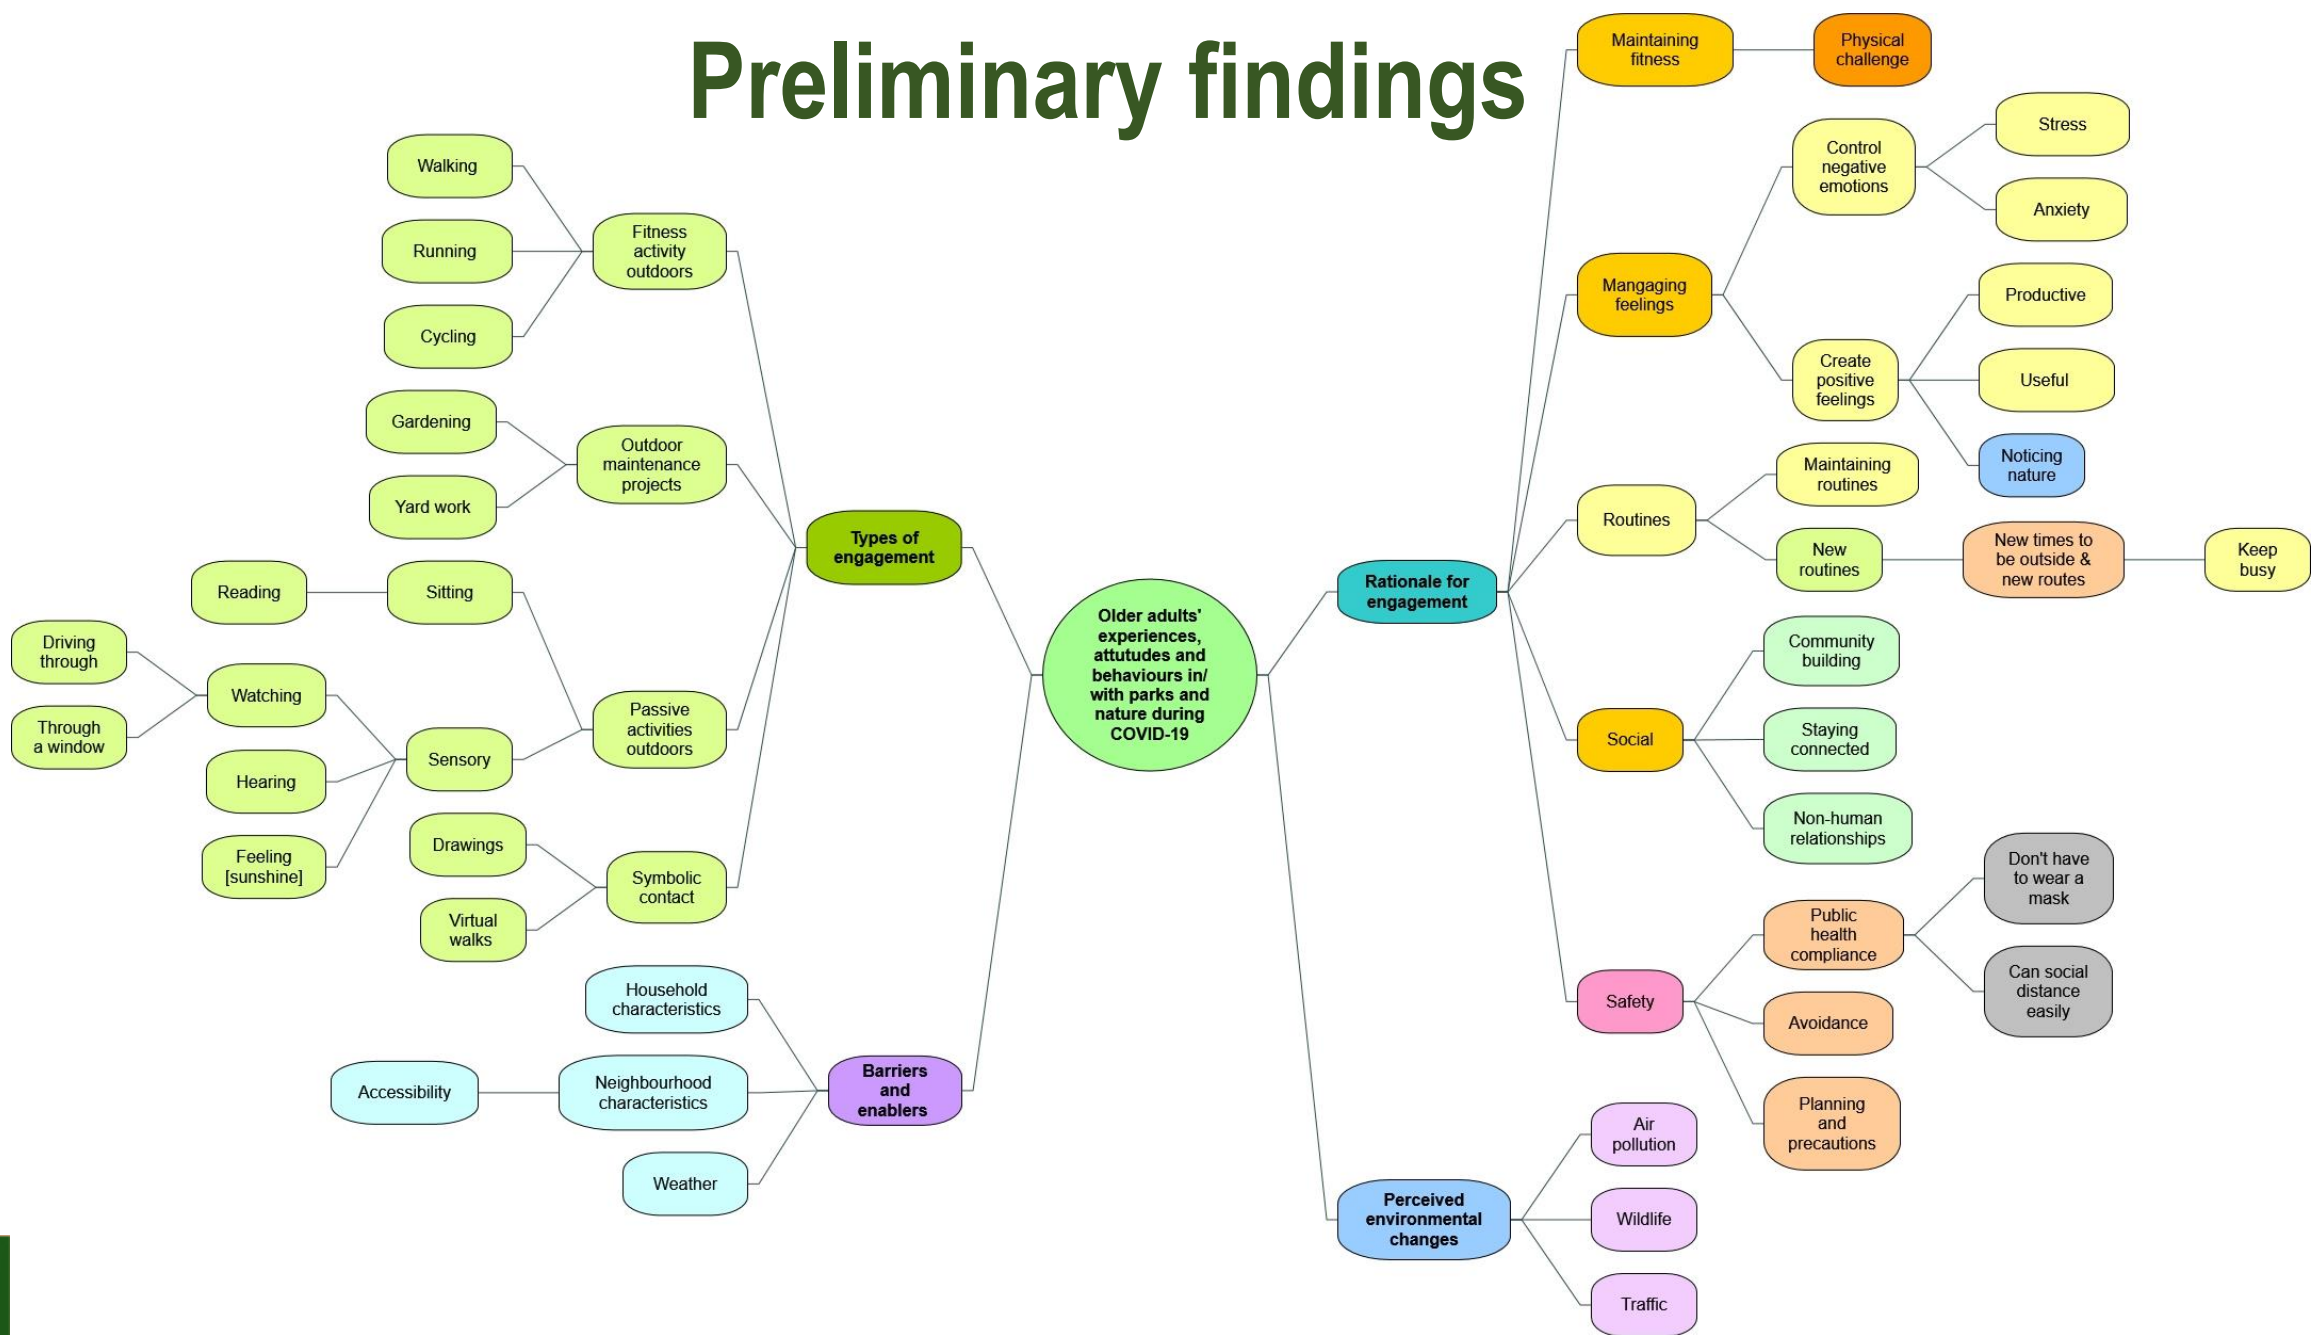 Preliminary findings
Older adults'
experiences,
attutudes and
behaviours in/
with parks and
nature during
COVID-19
Types of
engagement
Fitness
activity
outdoors
Walking
Running
Cycling
Outdoor
maintenance
projects
Gardening
Yard work
Passive
activities
outdoors
Sitting
Reading
Sensory
Watching
Driving
through
Through
a window
Hearing
Feeling
[sunshine]
Symbolic
contact
Drawings
Virtual
walks
Barriers
and
enablers
Household
characteristics
Neighbourhood
characteristics
Accessibility
Weather
Rationale for
engagement
Maintaining
fitness
Physical
challenge
Mangaging
feelings
Control
negative
emotions
Stress
Anxiety
Create
positive
feelings
Productive
Useful
Noticing
nature
Routines
Maintaining
routines
New
routines
New times to
be outside &
new routes
Keep
busy
Social
Community
building
Staying
connected
Non-human
relationships
Safety
Public
health
compliance
Don't have
to wear a
mask
Can social
distance
easily
Avoidance
Planning
and
precautions
Perceived
environmental
changes
Air
pollution
Wildlife
Traffic